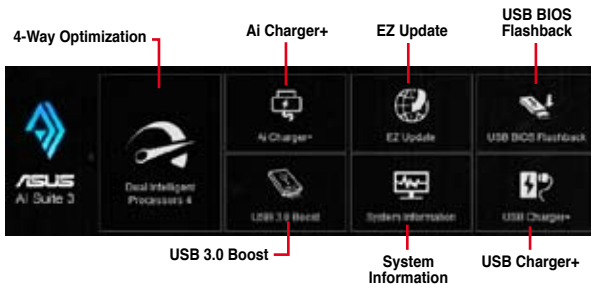 USB BIOS
Flashback
4-Way Optimization
Ai Charger+
EZ Update
ASUS
AI Suite 3
Dual Intelligent
Processors 4
Ai Charger+
EZ Update
USB BIOS Flashback
USB 3.0 Boost
System Information
USB Charger+
USB 3.0 Boost
System
Information
USB Charger+